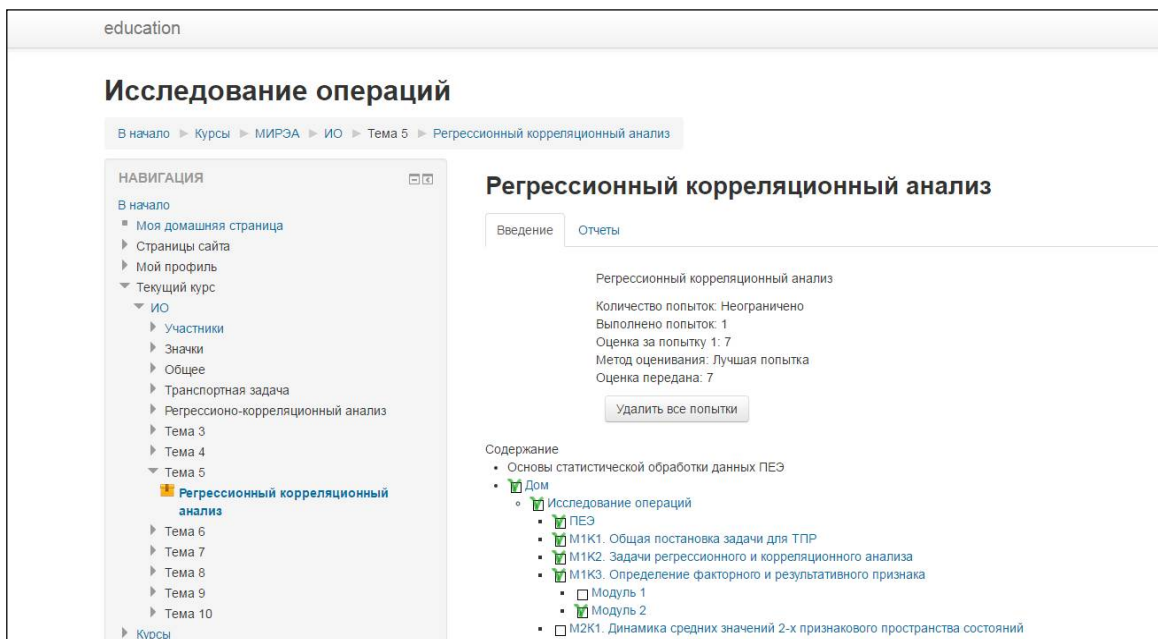 education
Исследование операций
В начало ▶ Курсы ▶ МИРЭА ▶ ИО ▶ Тема 5 ▶ Регрессионный корреляционный анализ
НАВИГАЦИЯ
В начало
Моя домашняя страница
Страницы сайта
Мой профиль
Текущий курс
ИО
Участники
Значки
Общее
Транспортная задача
Регрессионо-корреляционный анализ
Тема 3
Тема 4
Тема 5
Регрессионный корреляционный
анализ
Тема 6
Тема 7
Тема 8
Тема 9
Тема 10
Курсы
Регрессионный корреляционный анализ
Введение Отчеты
Регрессионный корреляционный анализ
Количество попыток: Неограничено
Выполнено попыток: 1
Оценка за попытку 1: 7
Метод оценивания: Лучшая попытка
Оценка передана: 7
Удалить все попытки
Содержание
Основы статистической обработки данных ПЕЭ
Дом
Исследование операций
ПЕЭ
М1К1. Общая постановка задачи для ТПР
М1К2. Задачи регрессионного и корреляционного анализа
М1К3. Определение факторного и результативного признака
Модуль 1
Модуль 2
М2К1. Динамика средних значений 2-х признакового пространства состояний